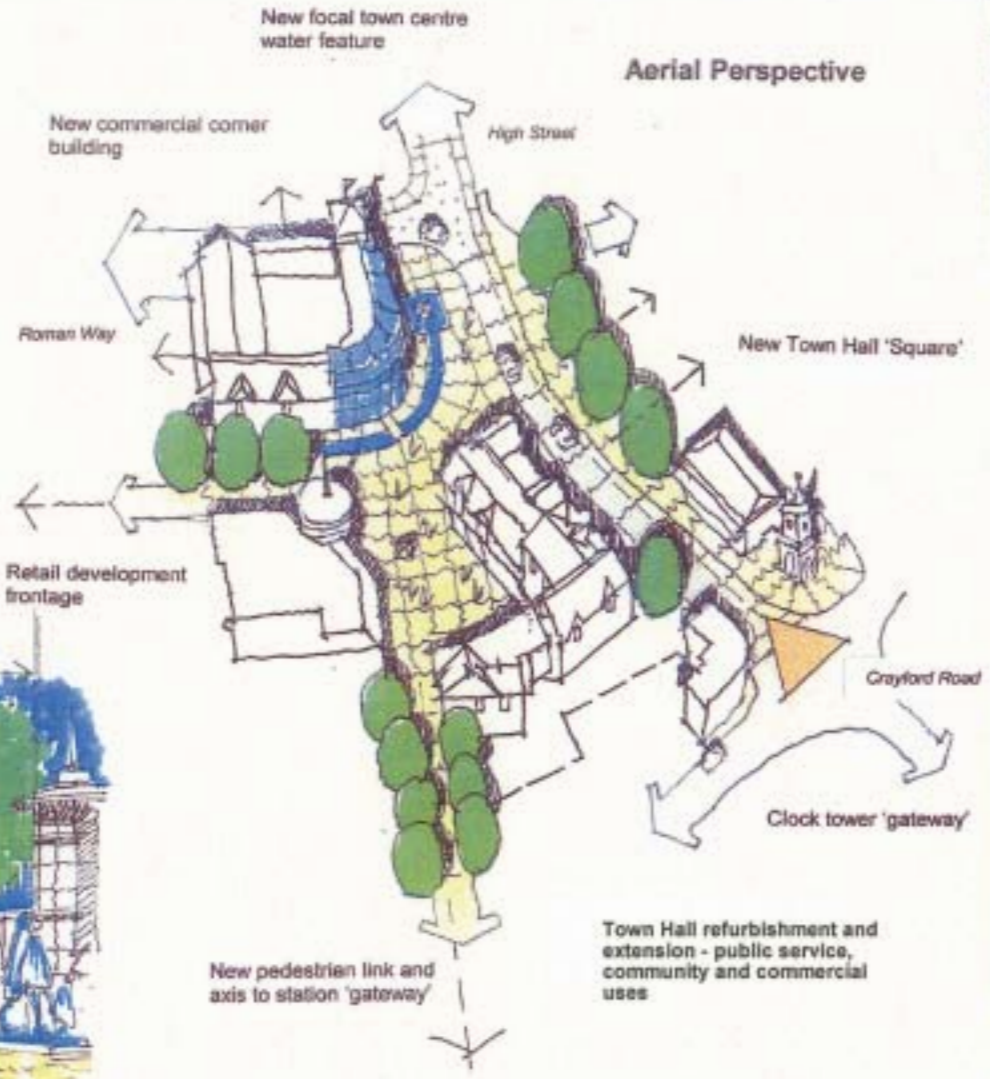 New focal town centre
water feature
Aerial Perspective
New commercial corner
building
High Street
Roman Way
New Town Hall 'Square'
Retail development
frontage
Crayford Road
Clock tower 'gateway'
Town Hall refurbishment and
extension - public service,
community and commercial
uses
New pedestrian link and
axis to station 'gateway'